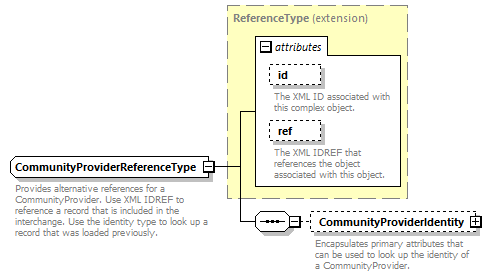 ReferenceType (extension)
attributes
id
The XML ID associated with
this complex object.
ref
The XML IDREF that
references the object
associated with this object.
CommunityProviderReferenceType
Provides alternative references for a
CommunityProvider. Use XML IDREF to
reference a record that is included in the
interchange. Use the identity type to look up a
record that was loaded previously.
CommunityProviderIdentity
Encapsulates primary attributes that
can be used to look up the identity of
a CommunityProvider.